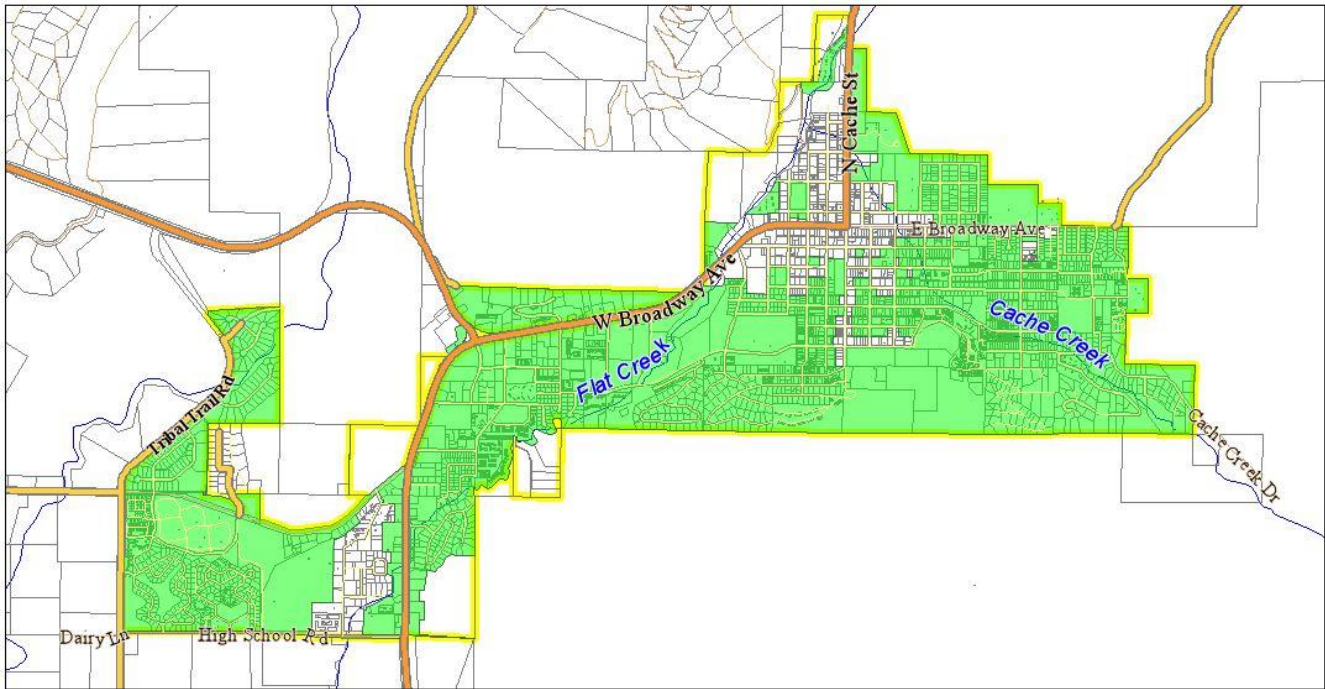 N Cache St
E Broadway Ave
W Broadway Ave
Cache Creek
Flat Creek
Tribal Trail Rd
Cache Creek Dr
Dairy Ln
High School Rd